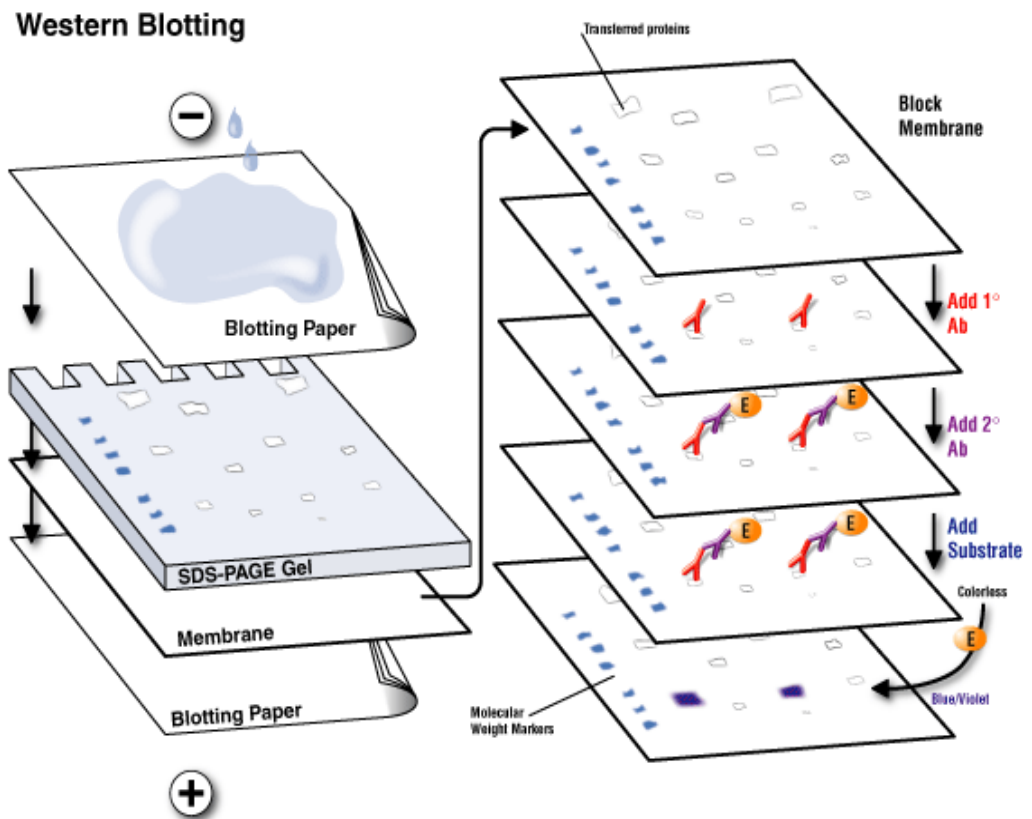 Western Blotting
−
Blotting Paper
SDS-PAGE Gel
Membrane
Blotting Paper
+
Transferred proteins
Block
Membrane
Add 1°
Ab
E
E
Add 2°
Ab
E
E
Add
Substrate
Colorless
E
Blue/Violet
Molecular
Weight Markers